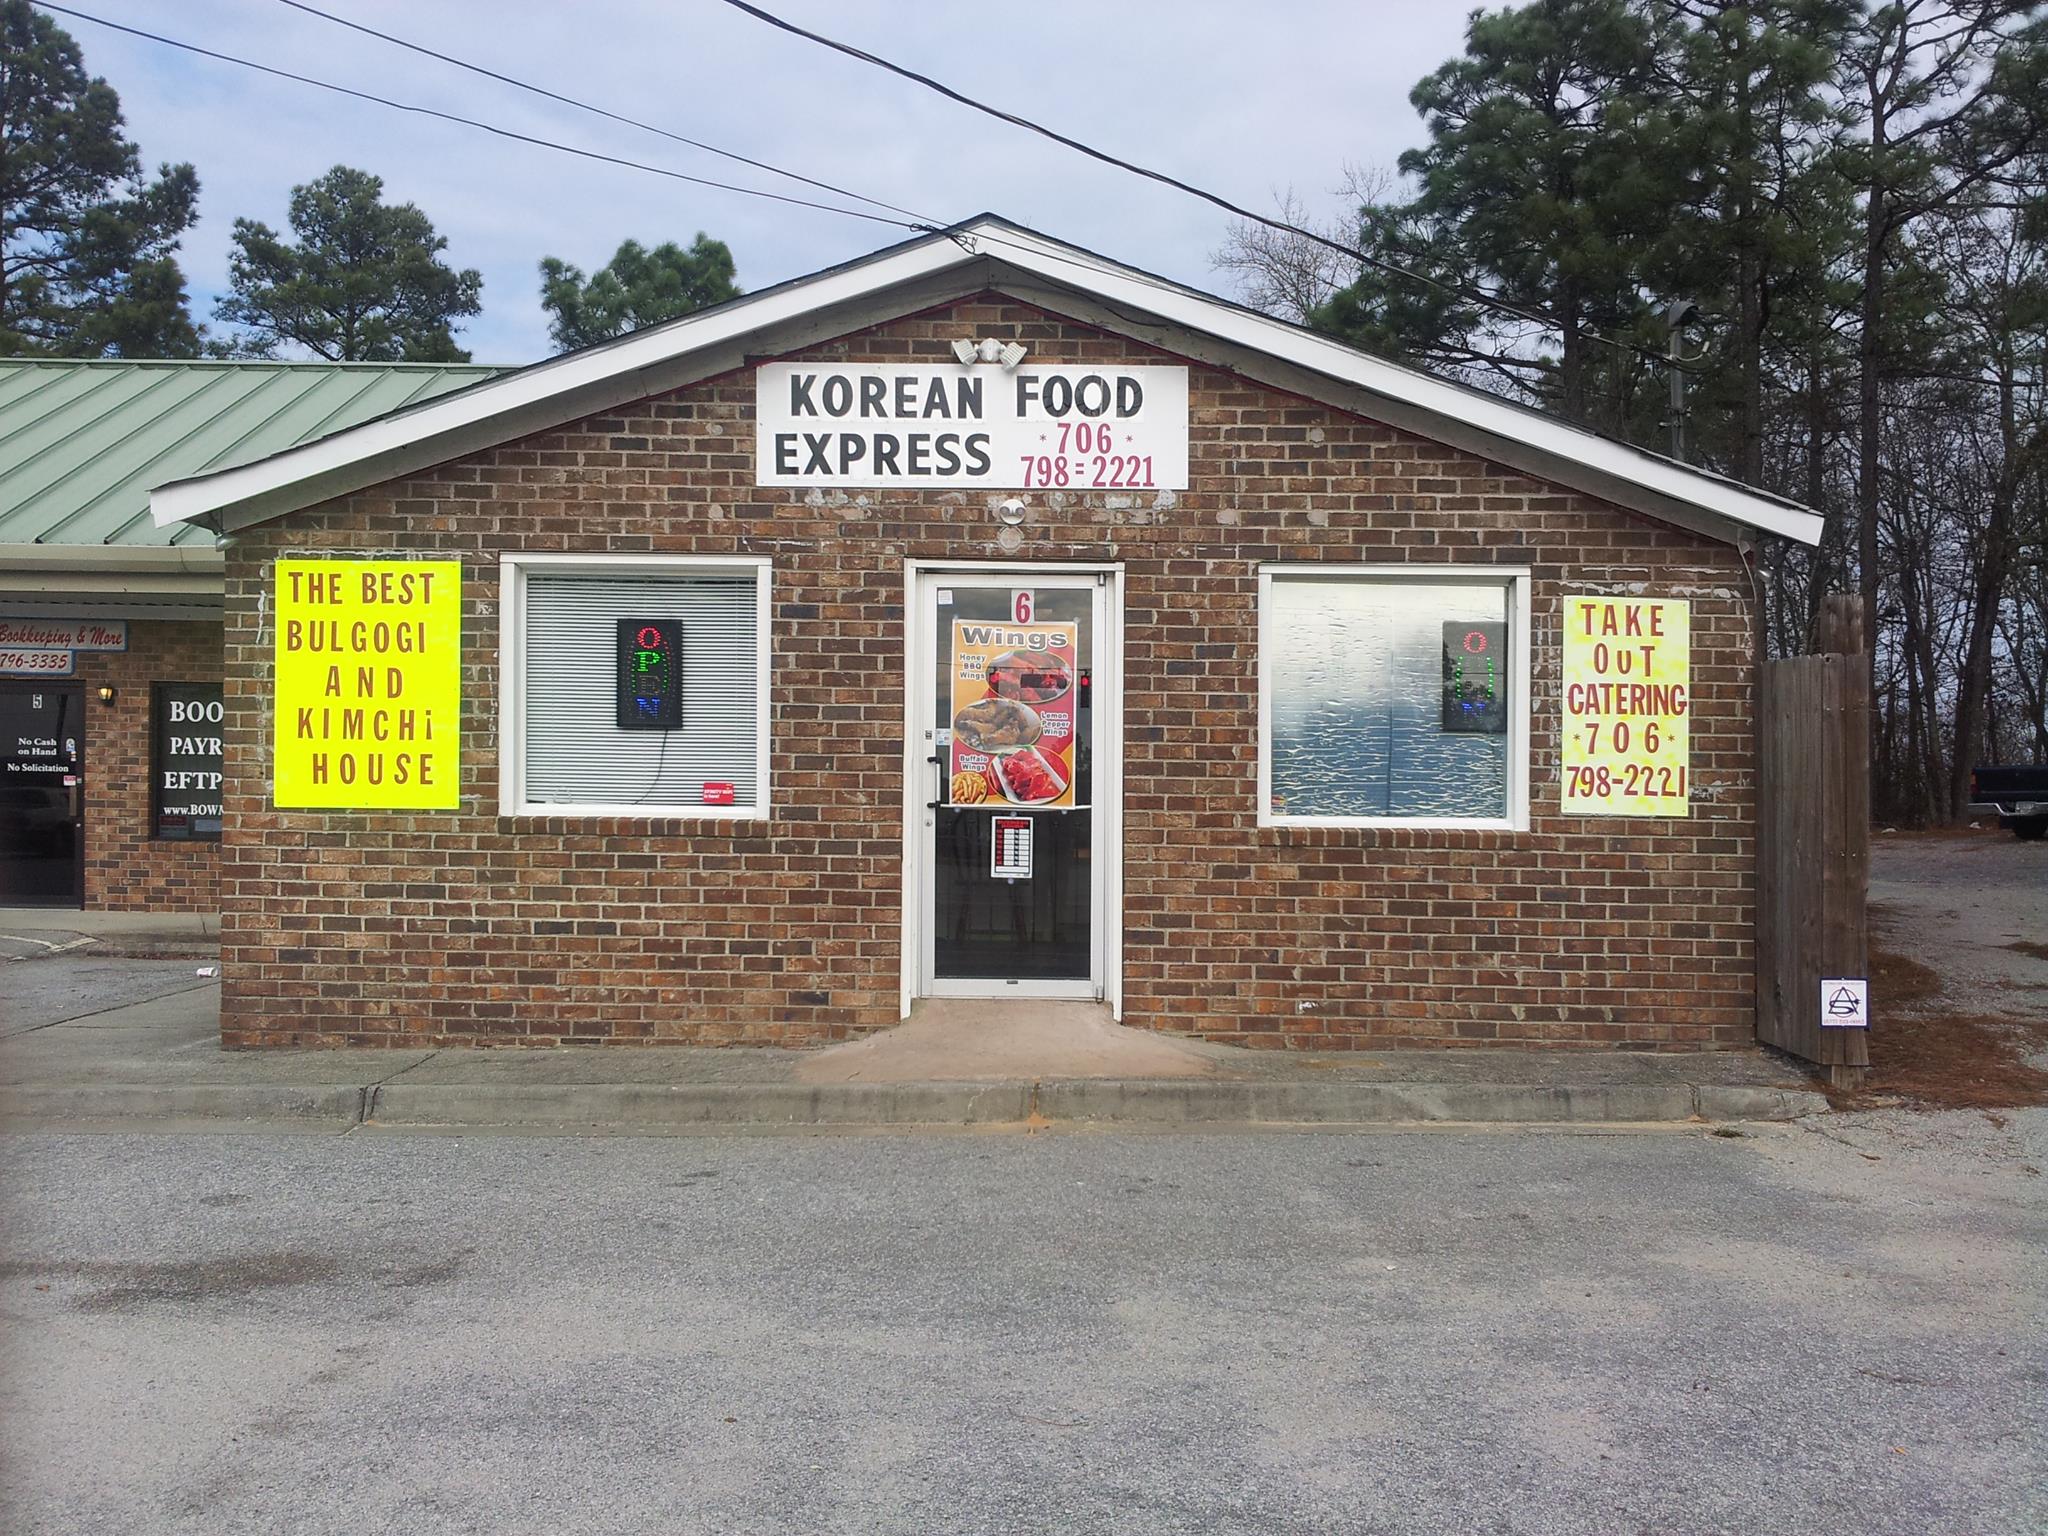 KOREAN FOOD
EXPRESS
* 706 *
798-2221
THE BEST
BULGOGI
AND
KIMCHi
HOUSE
OPEN
6
Wings
Honey
BBQ
Wings
Lemon
Pepper
Wings
Buffalo
Wings
TAKE
OuT
CATERING
*706*
798-2221
Bookkeeping & More
796-3335
5
No Cash
on Hand
No Solicitation
BOO
PAYR
EFTP
www.BOW